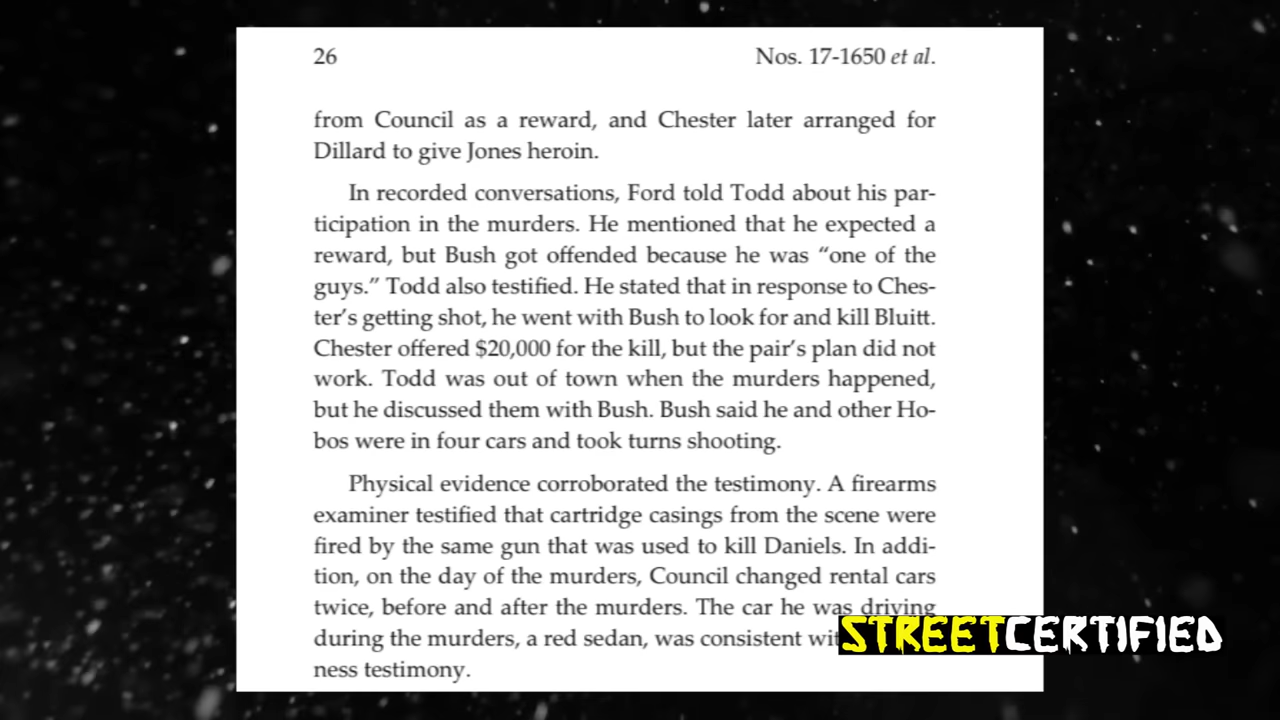 26 Nos. 17-1650 et al.
from Council as a reward, and Chester later arranged for
Dillard to give Jones heroin.
In recorded conversations, Ford told Todd about his par-
ticipation in the murders. He mentioned that he expected a
reward, but Bush got offended because he was “one of the
guys.” Todd also testified. He stated that in response to Ches-
ter’s getting shot, he went with Bush to look for and kill Bluitt.
Chester offered $20,000 for the kill, but the pair’s plan did not
work. Todd was out of town when the murders happened,
but he discussed them with Bush. Bush said he and other Ho-
bos were in four cars and took turns shooting.
Physical evidence corroborated the testimony. A firearms
examiner testified that cartridge casings from the scene were
fired by the same gun that was used to kill Daniels. In addi-
tion, on the day of the murders, Council changed rental cars
twice, before and after the murders. The car he was driving
during the murders, a red sedan, was consistent
ness testimony.
STREETCERTIFIED